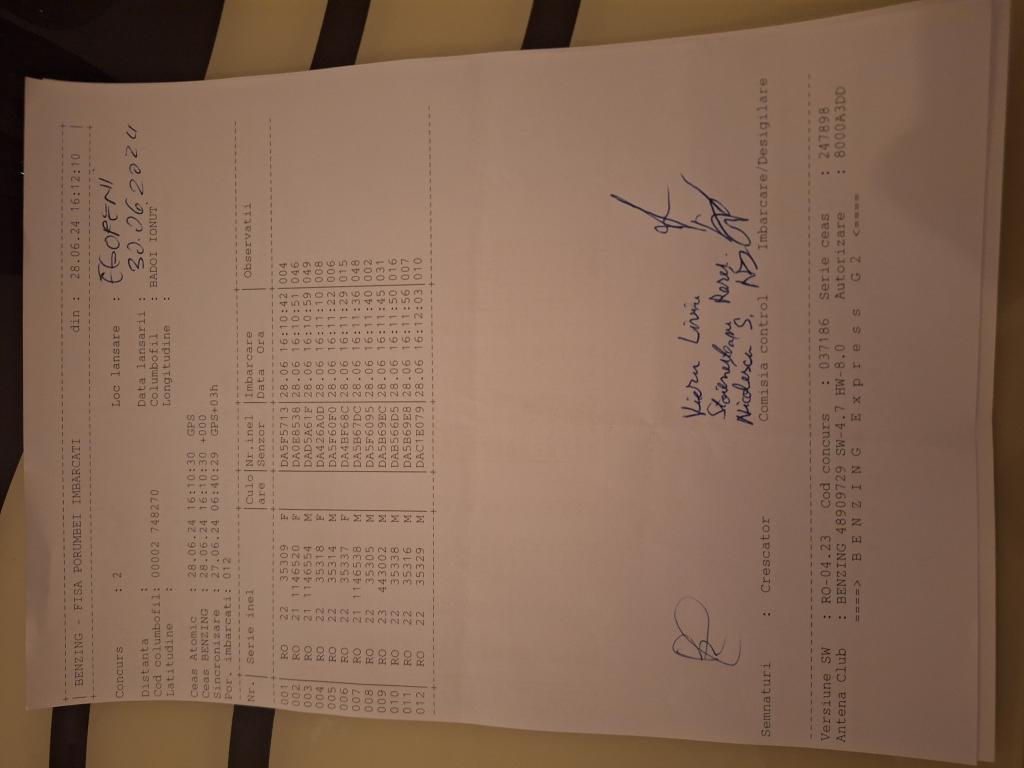 BENZING - FISA PORUMBEI IMBARCATI din : 28.06.24 16:12:10
Concurs : 2 Loc lansare :
Distanta Data lansarii : 30.06.2024
Cod columbofil: 00002 748270 Columbofil : BADOI IONUT
Latitudine : Longitudine :
Ceas Atomic : 28.06.24 16:10:30 GPS
Ceas BENZING : 28.06.24 16:10:30 +000
Sincronizare : 27.06.24 06:40:29 GPS+03h
Por. imbarcati: 012
Nr. Serie inel |Culo|Nr.inel |Imbarcare Observatii
|are |Senzor |Data Ora
001| RO 22 35309 F | |DA5F5713|28.06 16:10:42|004
002| RO 21 1146520 F | |DA0E8538|28.06 16:10:51|046
003| RO 21 1146554 M | |DAD5A61F|28.06 16:10:59|049
004| RO 22 35318 F | |DA426A0D|28.06 16:11:10|008
005| RO 22 35314 M | |DA5F60F0|28.06 16:11:22|006
006| RO 22 35337 F | |DA4BF68C|28.06 16:11:29|015
007| RO 21 1146538 M | |DA5B67DC|28.06 16:11:36|048
008| RO 22 35305 M | |DA5F6095|28.06 16:11:40|002
009| RO 23 443002 M | |DA5B69EC|28.06 16:11:45|031
010| RO 22 35338 M | |DAB566D5|28.06 16:11:50|016
011| RO 22 35316 M | |DA5B69E8|28.06 16:11:56|007
012| RO 22 35329 M | |DAC1E079|28.06 16:12:03|010
Liviu
Rares
Nicolescu S.
Semnaturi : Crescator Comisia control Imbarcare/Desigilare
Versiune SW : RO-04.23 Cod concurs : 037186 Serie ceas : 247898
Antena Club : BENZING 48909729 SW-4.7 HW-8.0 Autorizare : 8000A3DD
====> B E N Z I N G E x p r e s s G 2 <====